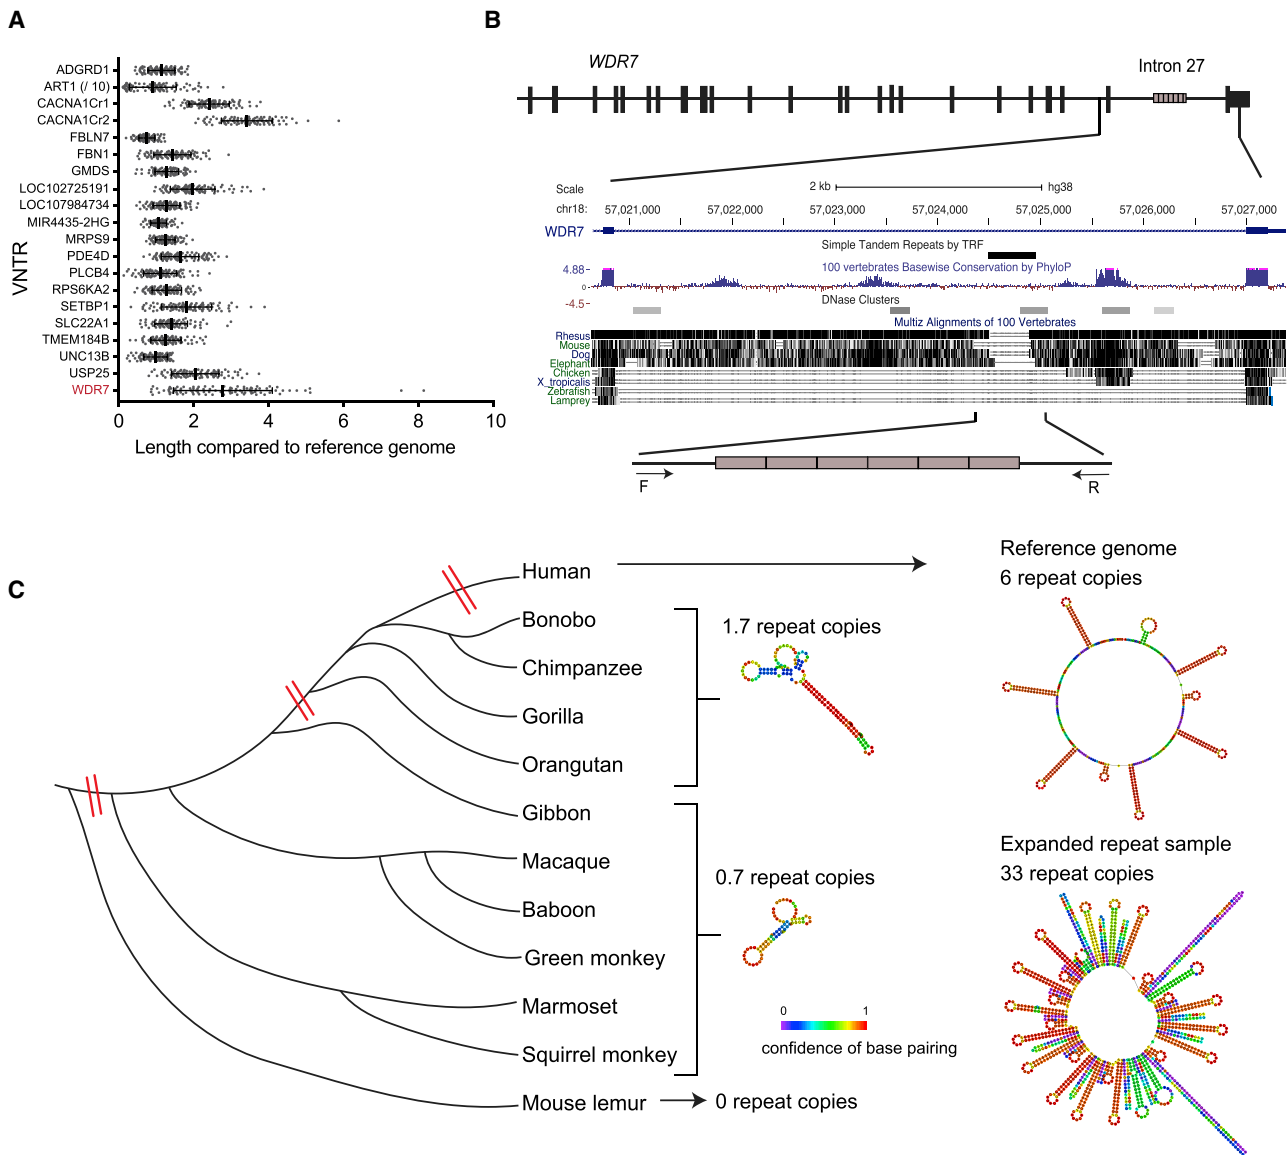 A
VNTR
ADGRD1
ART1 (/ 10)
CACNA1Cr1
CACNA1Cr2
FBLN7
FBN1
GMDS
LOC102725191
LOC107984734
MIR4435-2HG
MRPS9
PDE4D
PLCB4
RPS6KA2
SETBP1
SLC22A1
TMEM184B
UNC13B
USP25
WDR7
0 2 4 6 8 10
Length compared to reference genome
B
WDR7
Intron 27
Scale
2 kb
hg38
chr18:
57,021,000 57,022,000 57,023,000 57,024,000 57,025,000 57,026,000 57,027,000
WDR7
Simple Tandem Repeats by TRF
100 vertebrates Basewise Conservation by PhyloP
4.88
0
-4.5
DNase Clusters
Multiz Alignments of 100 Vertebrates
Rhesus
Mouse
Dog
Elephant
Chicken
X_tropicalis
Zebrafish
Lamprey
F
R
C
Human
Bonobo
Chimpanzee
Gorilla
Orangutan
Gibbon
Macaque
Baboon
Green monkey
Marmoset
Squirrel monkey
Mouse lemur
1.7 repeat copies
0.7 repeat copies
0 1
confidence of base pairing
0 repeat copies
Reference genome
6 repeat copies
Expanded repeat sample
33 repeat copies